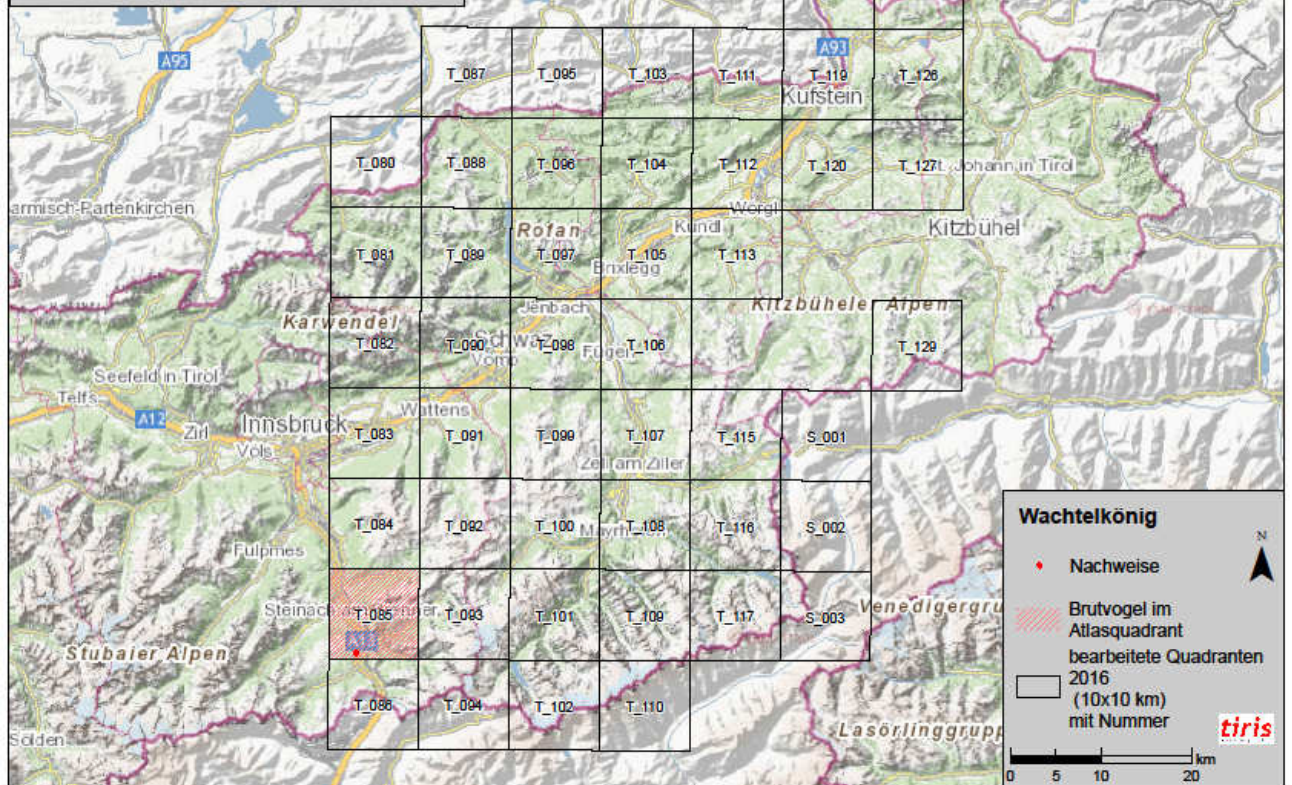 A95
A93
T_087
T_095
T_103
T_111
T_119
T_126
Kufstein
T_080
T_088
T_096
T_104
T_112
T_120
T_127
St. Johann in Tirol
armisch-Partenkirchen
Wörgl
Kundl
Kitzbühel
Rofan
T_081
T_089
T_097
T_105
T_113
Brixlegg
Jenbach
Kitzbüheler Alpen
Karwendel
T_082
T_090
Schwaz
T_098
T_106
T_129
Vomp
Fügen
Seefeld in Tirol
Telfs
A12
Zirl
Innsbruck
Wattens
Völs
T_083
T_091
T_099
T_107
T_115
S_001
Zell am Ziller
T_084
T_092
T_100
T_108
T_116
S_002
Mayrhofen
Fulpmes
Steinach am Brenner
T_085
T_093
T_101
T_109
T_117
S_003
Venedigergru
A13
Stubaier Alpen
T_086
T_094
T_102
T_110
Sölden
Lasörlinggrupp
Wachtelkönig
N
Nachweise
Brutvogel im
Atlasquadrant
bearbeitete Quadranten
2016
(10x10 km)
mit Nummer
tiris
km
0 5 10 20